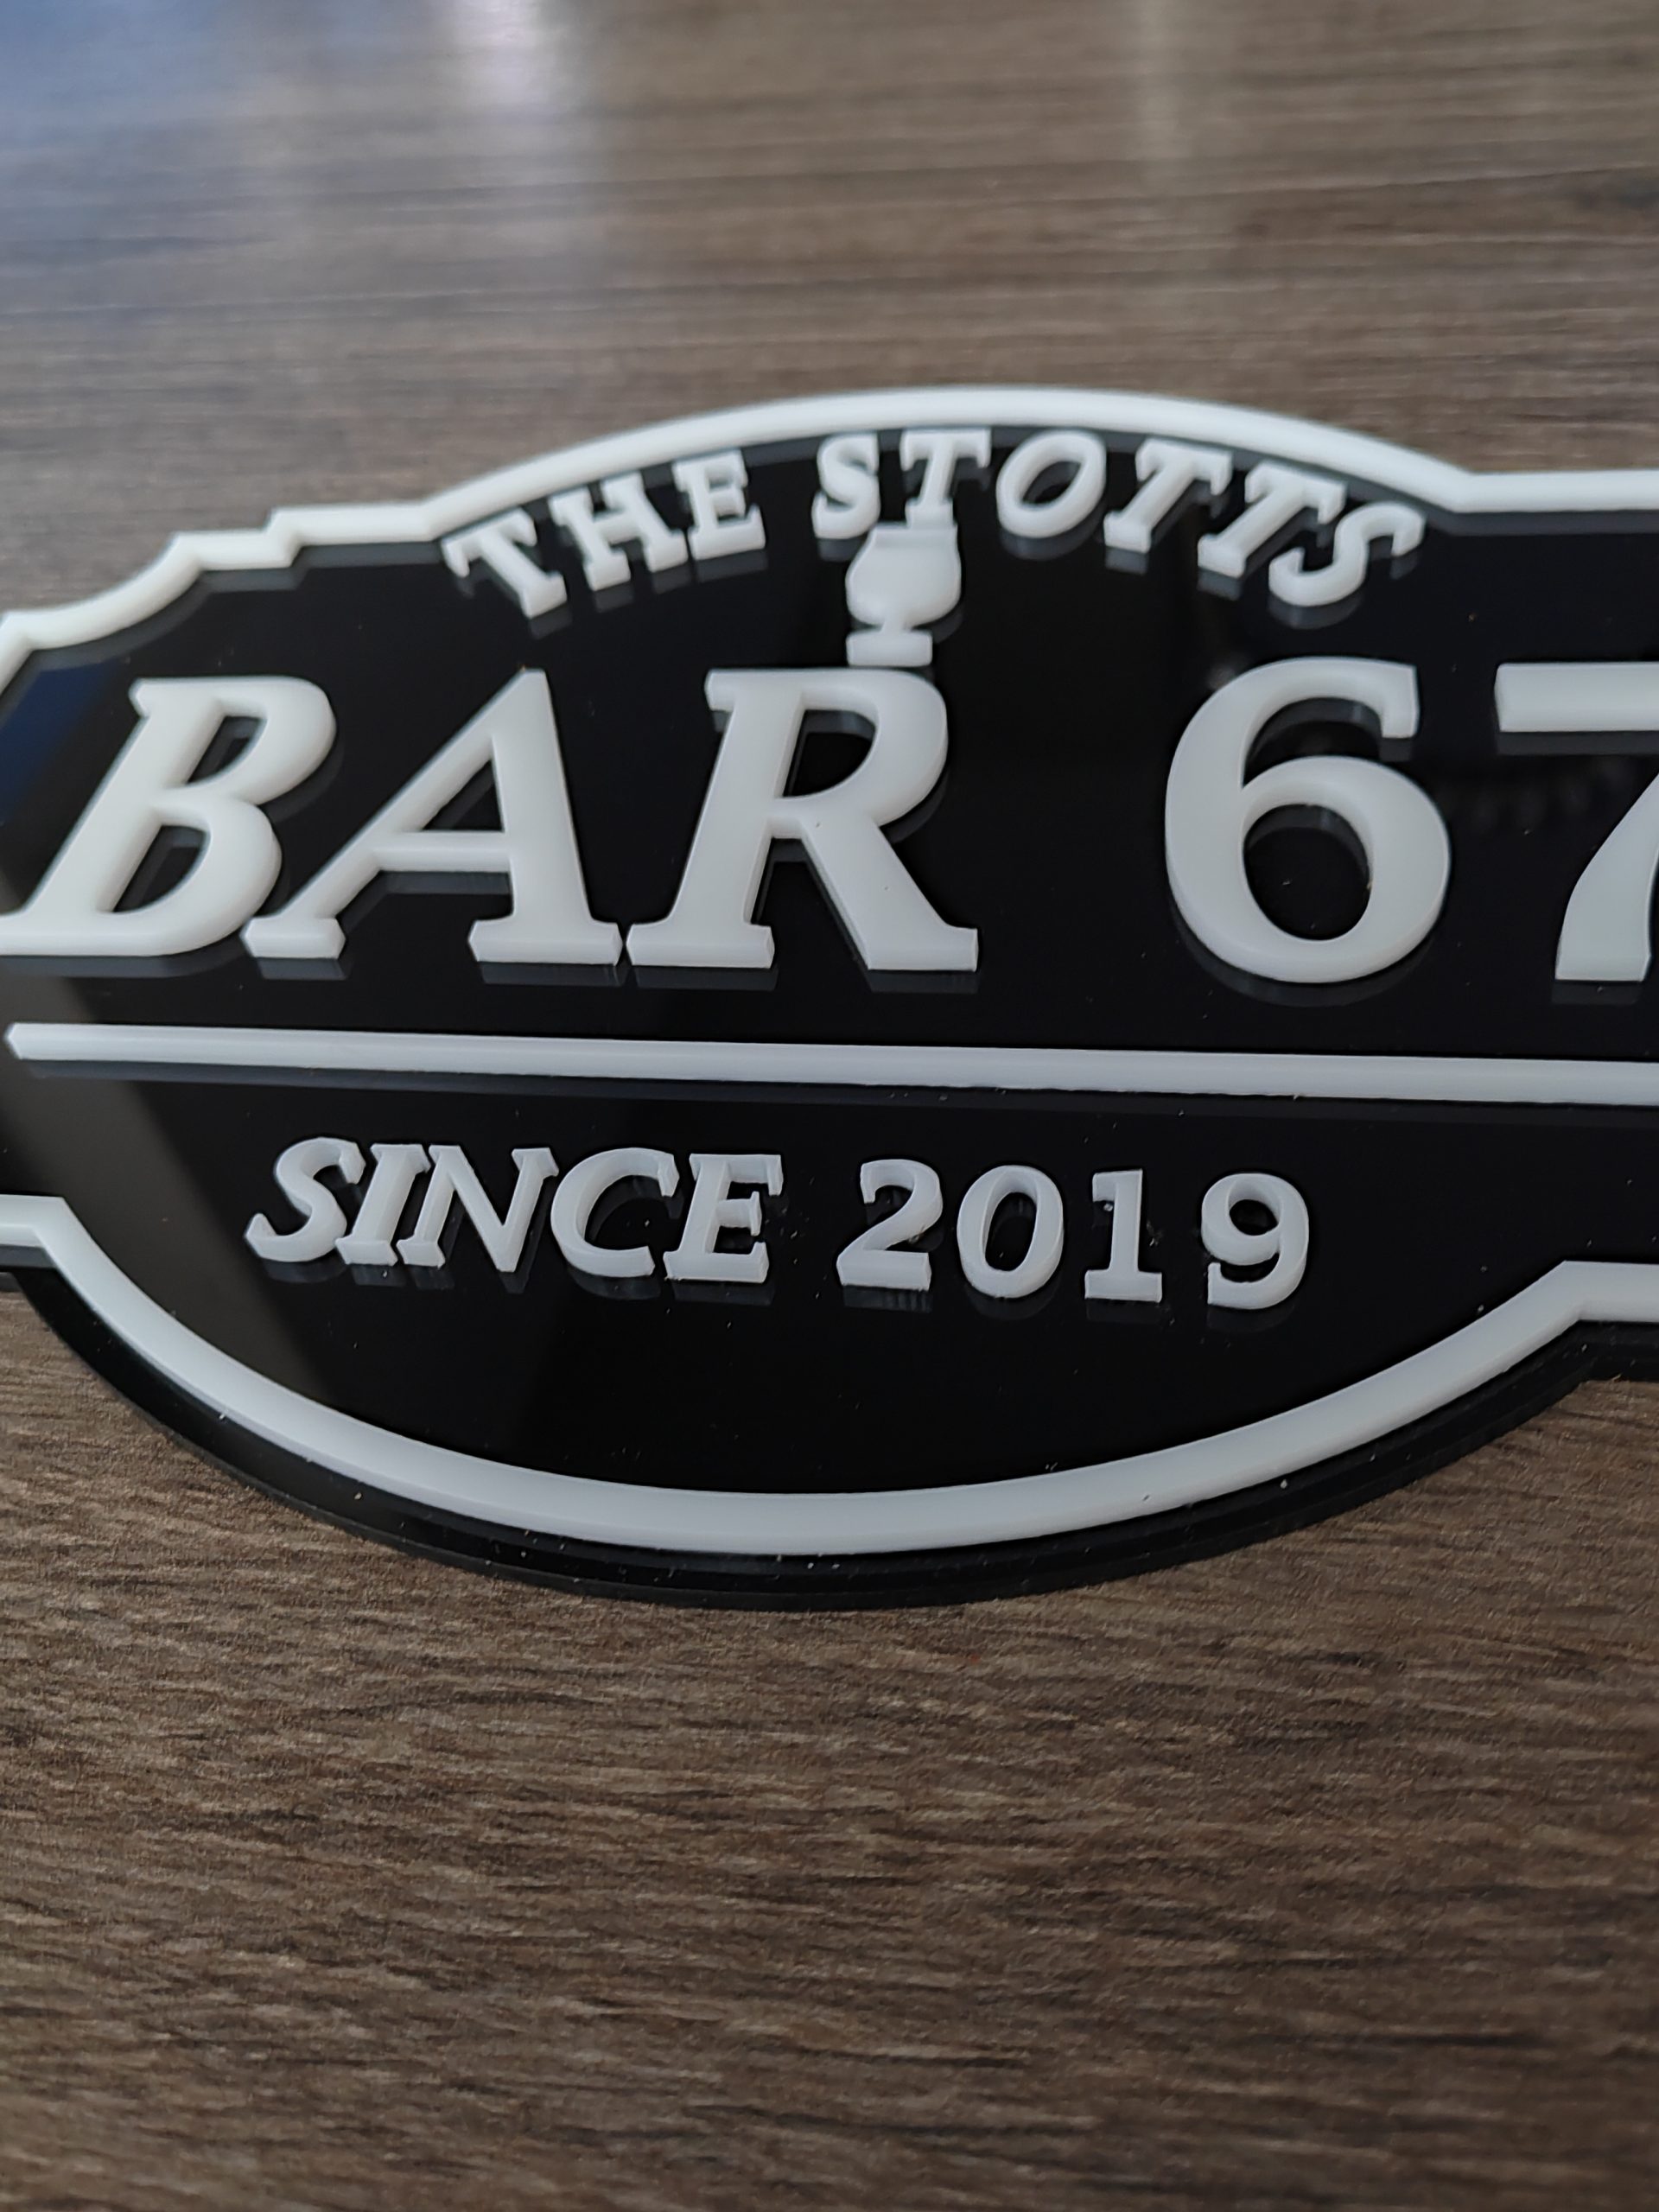 THE STOTTS
BAR 67
SINCE 2019